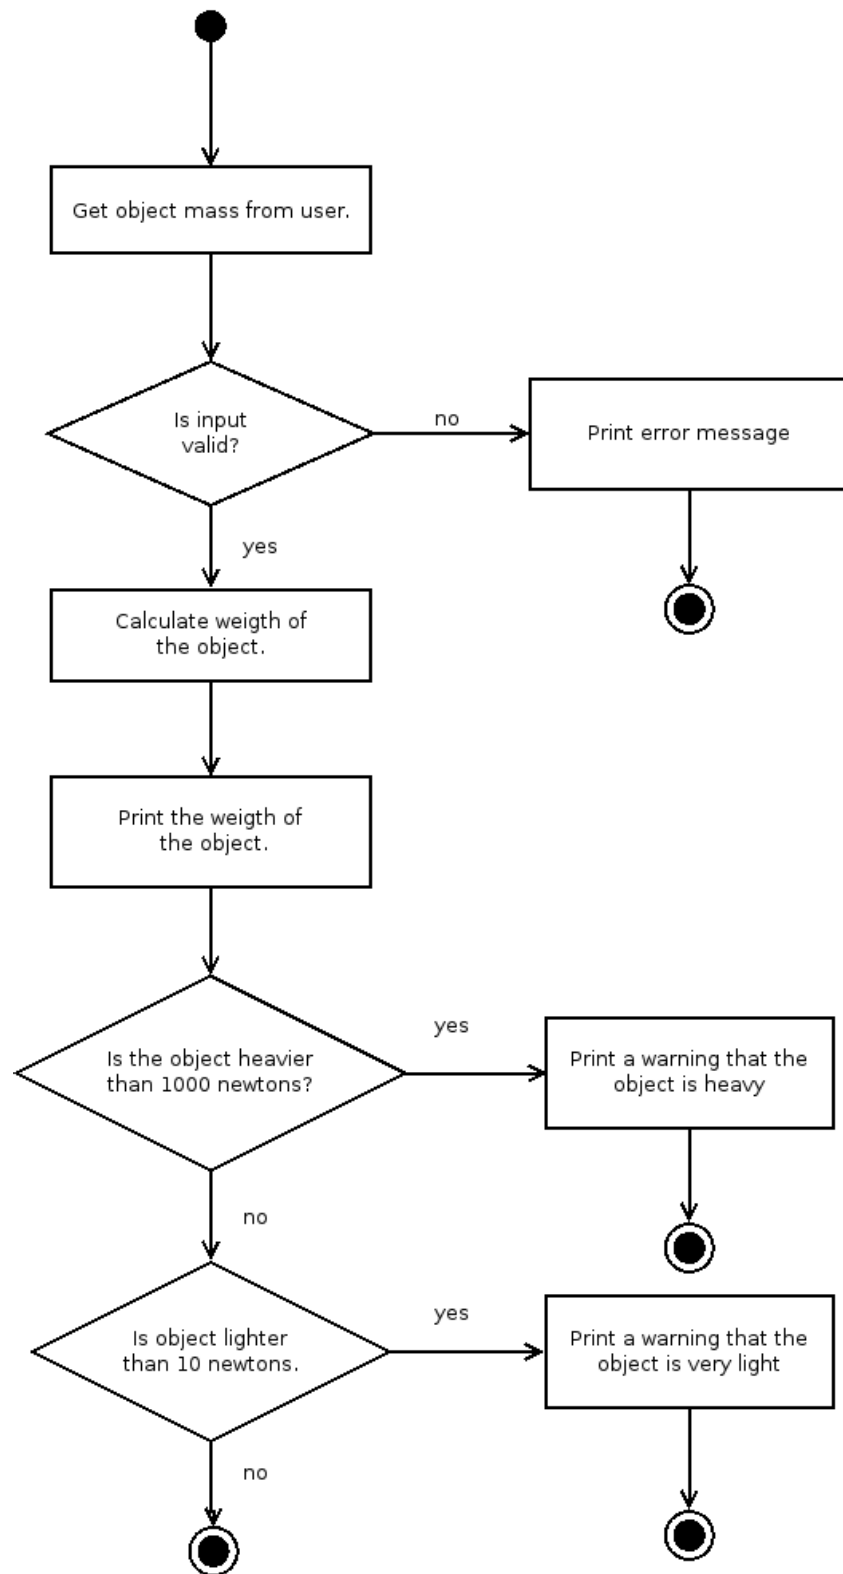 Get object mass from user.
Is input
valid?
no
Print error message
yes
Calculate weigth of
the object.
Print the weigth of
the object.
Is the object heavier
than 1000 newtons?
yes
Print a warning that the
object is heavy
no
Is object lighter
than 10 newtons.
yes
Print a warning that the
object is very light
no